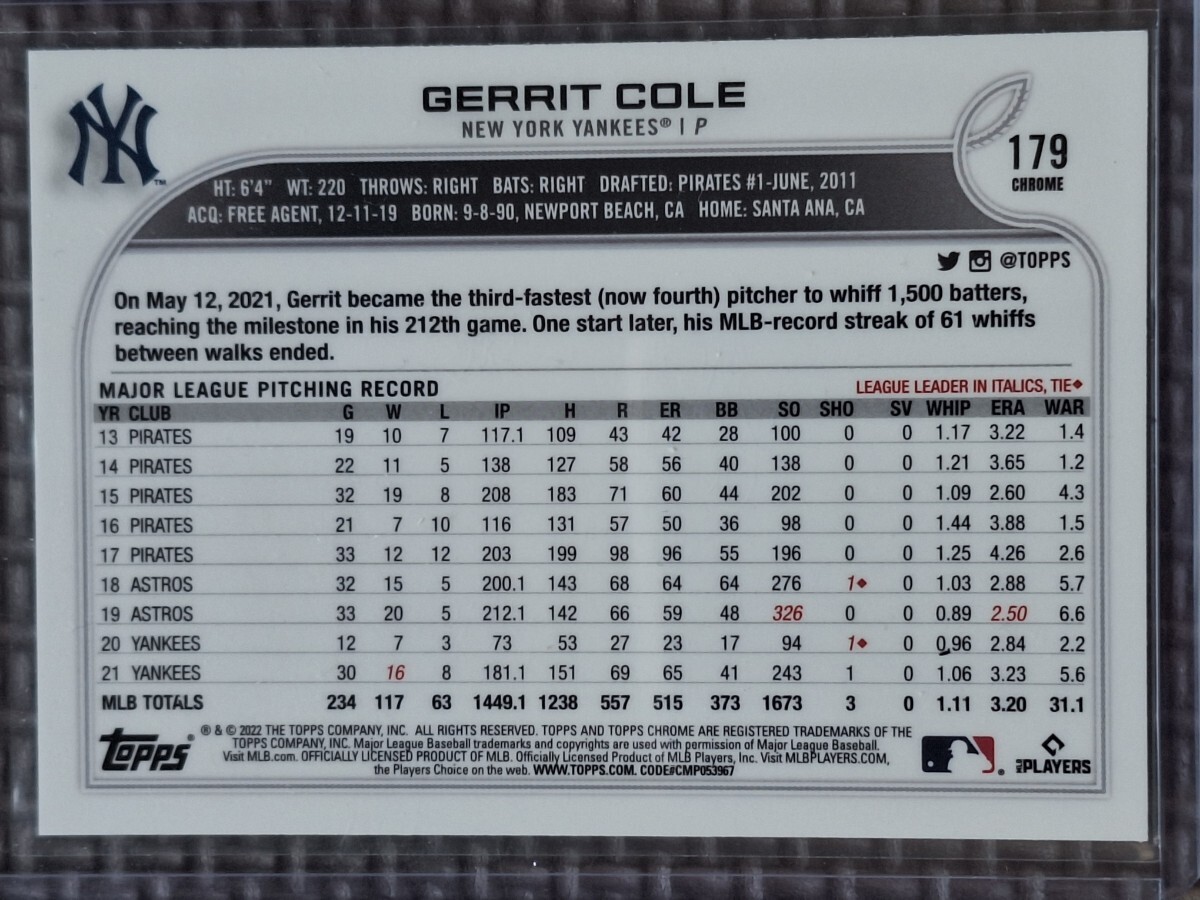 GERRIT COLE
NEW YORK YANKEES® | P
NY ™
179
CHROME
HT: 6'4" WT: 220 THROWS: RIGHT BATS: RIGHT DRAFTED: PIRATES #1-JUNE, 2011
ACQ: FREE AGENT, 12-11-19 BORN: 9-8-90, NEWPORT BEACH, CA HOME: SANTA ANA, CA
@TOPPS
On May 12, 2021, Gerrit became the third-fastest (now fourth) pitcher to whiff 1,500 batters,
reaching the milestone in his 212th game. One start later, his MLB-record streak of 61 whiffs
between walks ended.
MAJOR LEAGUE PITCHING RECORD LEAGUE LEADER IN ITALICS, TIE◆
YR CLUB G W L IP H R ER BB SO SHO SV WHIP ERA WAR
13 PIRATES 19 10 7 117.1 109 43 42 28 100 0 0 1.17 3.22 1.4
14 PIRATES 22 11 5 138 127 58 56 40 138 0 0 1.21 3.65 1.2
15 PIRATES 32 19 8 208 183 71 60 44 202 0 0 1.09 2.60 4.3
16 PIRATES 21 7 10 116 131 57 50 36 98 0 0 1.44 3.88 1.5
17 PIRATES 33 12 12 203 199 98 96 55 196 0 0 1.25 4.26 2.6
18 ASTROS 32 15 5 200.1 143 68 64 64 276 1◆ 0 1.03 2.88 5.7
19 ASTROS 33 20 5 212.1 142 66 59 48 326 0 0 0.89 2.50 6.6
20 YANKEES 12 7 3 73 53 27 23 17 94 1◆ 0 0.96 2.84 2.2
21 YANKEES 30 16 8 181.1 151 69 65 41 243 1 0 1.06 3.23 5.6
MLB TOTALS 234 117 63 1449.1 1238 557 515 373 1673 3 0 1.11 3.20 31.1
TOPPS®
® & © 2022 THE TOPPS COMPANY, INC. ALL RIGHTS RESERVED. TOPPS AND TOPPS CHROME ARE REGISTERED TRADEMARKS OF THE
TOPPS COMPANY, INC. Major League Baseball trademarks and copyrights are used with permission of Major League Baseball.
Visit MLB.com. OFFICIALLY LICENSED PRODUCT OF MLB. Officially Licensed Product of MLB Players, Inc. Visit MLBPLAYERS.COM,
the Players Choice on the web. WWW.TOPPS.COM. CODE#CMP053967
MLB PLAYERS